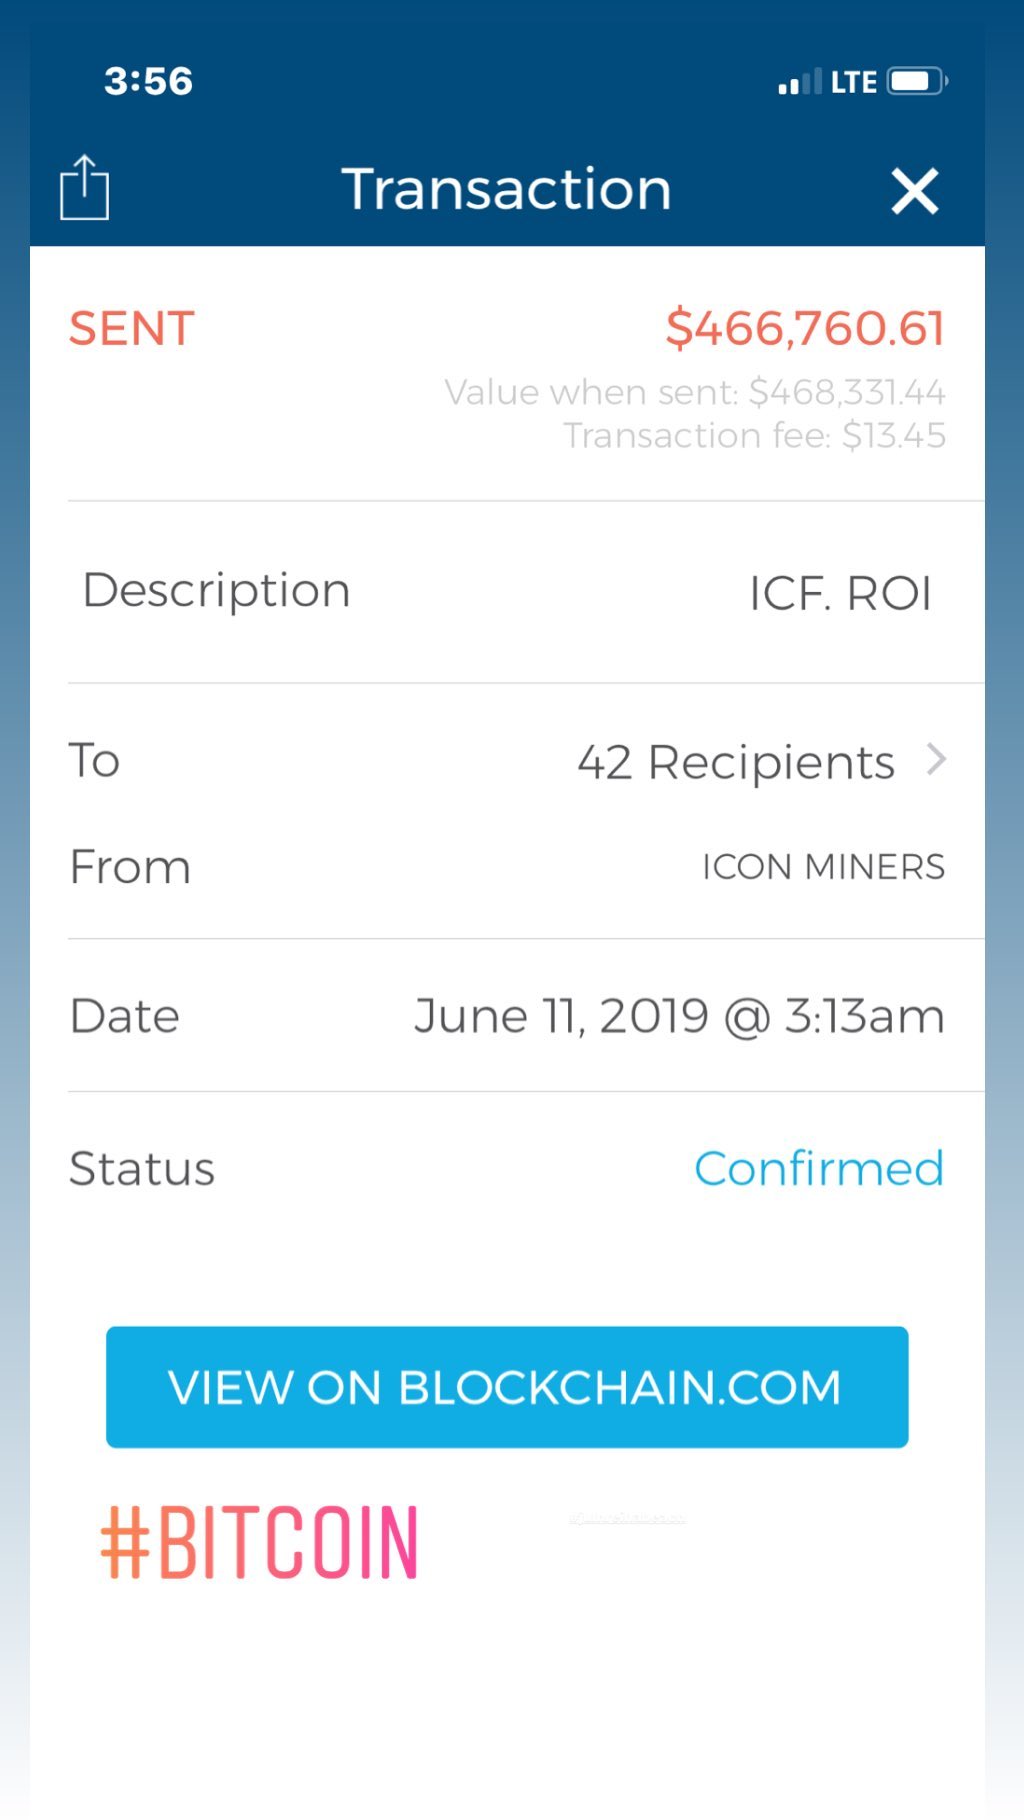 3:56
LTE
Transaction
SENT
$466,760.61
Value when sent: $468,331.44
Transaction fee: $13.45
Description
ICF. ROI
To
42 Recipients
From
ICON MINERS
Date
June 11, 2019 @ 3:13am
Status
Confirmed
VIEW ON BLOCKCHAIN.COM
#BITCOIN